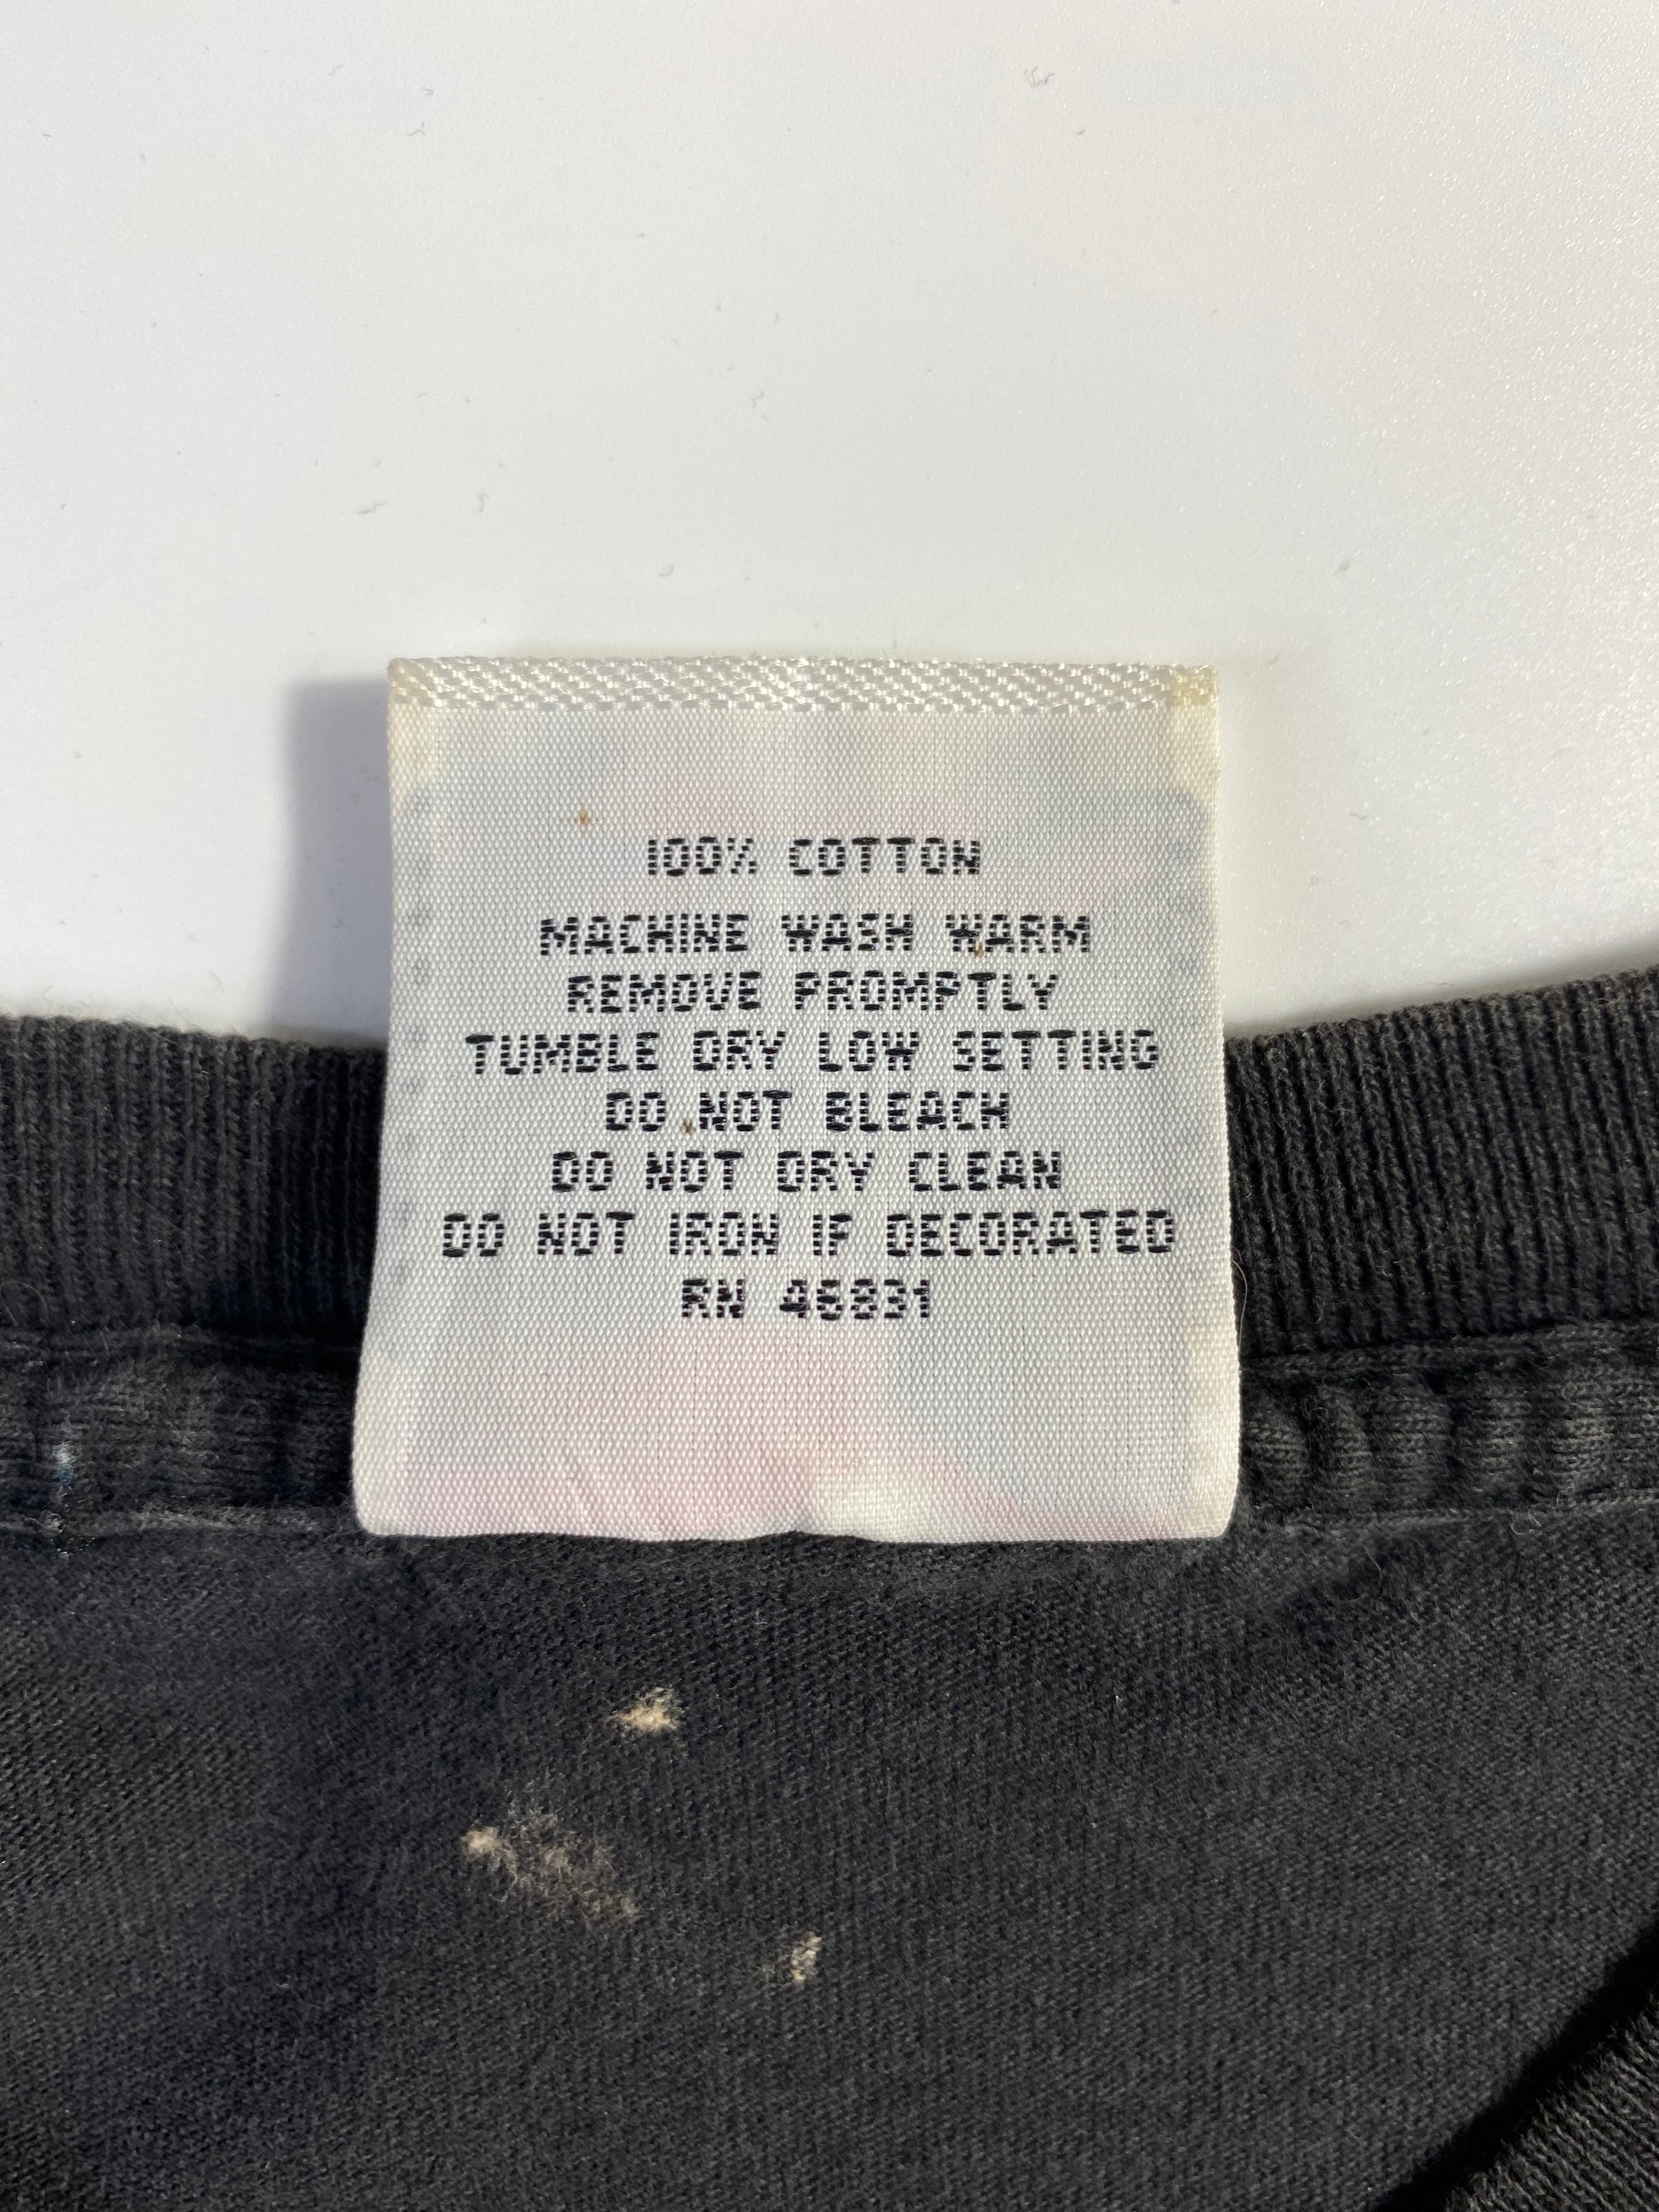 100% COTTON
MACHINE WASH WARM
REMOVE PROMPTLY
TUMBLE DRY LOW SETTING
DO NOT BLEACH
DO NOT DRY CLEAN
DO NOT IRON IF DECORATED
RN 46831